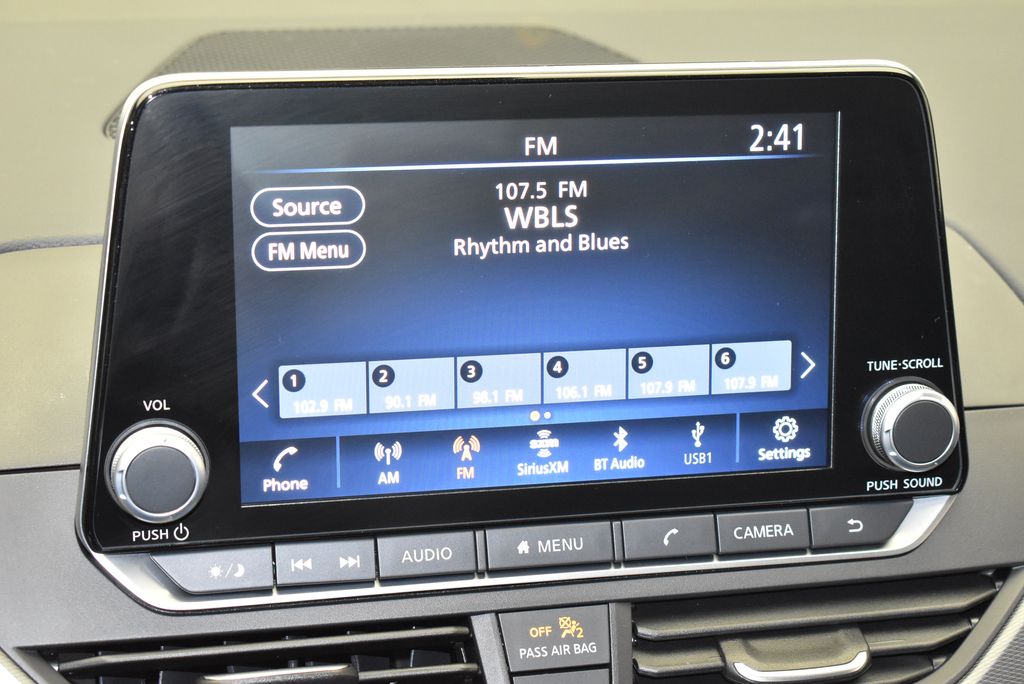 FM
2:41
Source
FM Menu
107.5 FM
WBLS
Rhythm and Blues
1 2 3 4 5 6
102.9 FM 90.1 FM 98.1 FM 106.1 FM 107.9 FM 107.9 FM
Phone
AM
FM
SXM
SiriusXM
BT Audio
USB1
Settings
VOL
PUSH
TUNE·SCROLL
PUSH SOUND
AUDIO
MENU
CAMERA
OFF 2
PASS AIR BAG